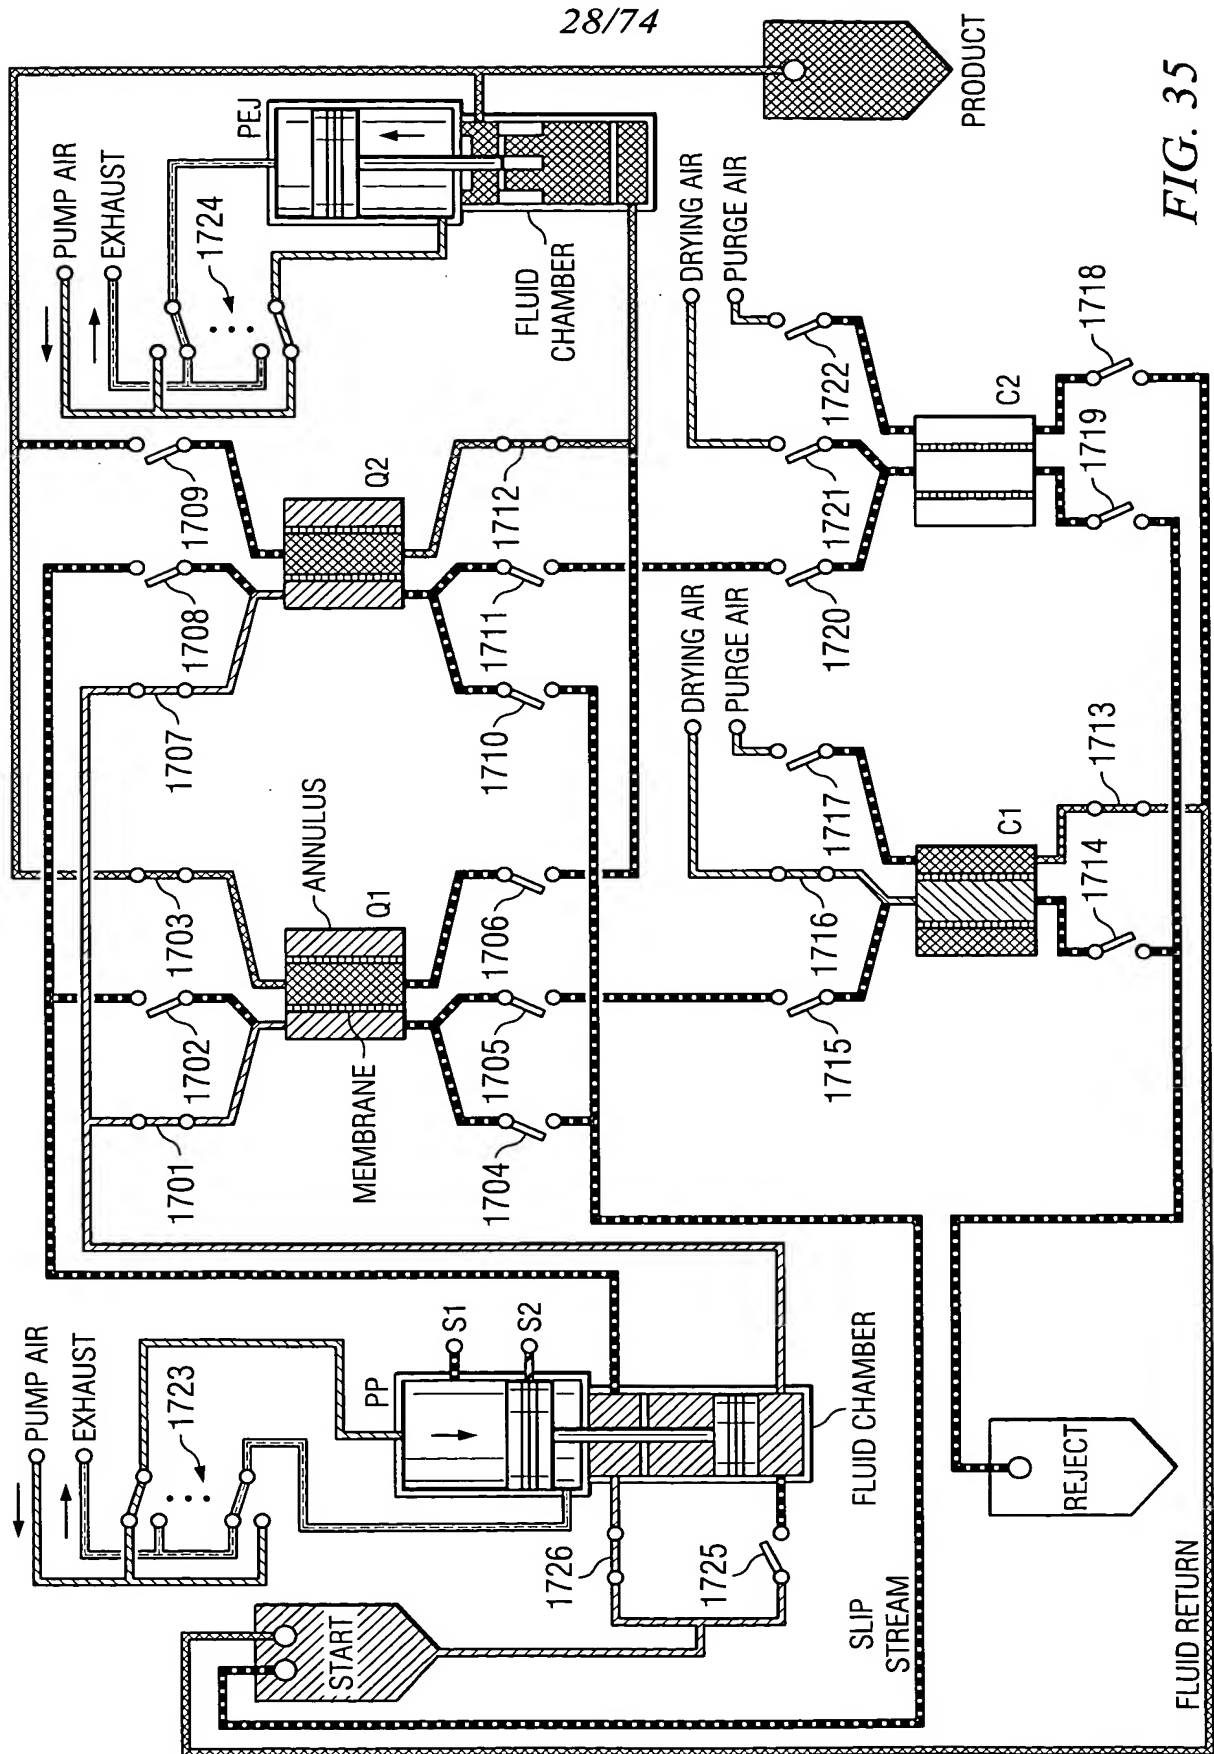 28/74
PUMP AIR
EXHAUST
1723
PP
S1
S2
START
1726
1725
FLUID CHAMBER
SLIP
STREAM
REJECT
FLUID RETURN
1701
1702
1703
ANNULUS
MEMBRANE
Q1
1704
1705
1706
1707
1708
1709
Q2
1710
1711
1712
PUMP AIR
EXHAUST
1724
PEJ
FLUID
CHAMBER
PRODUCT
DRYING AIR
PURGE AIR
1715
1716
1717
C1
1714
1713
DRYING AIR
PURGE AIR
1720
1721
1722
C2
1719
1718
FIG. 35